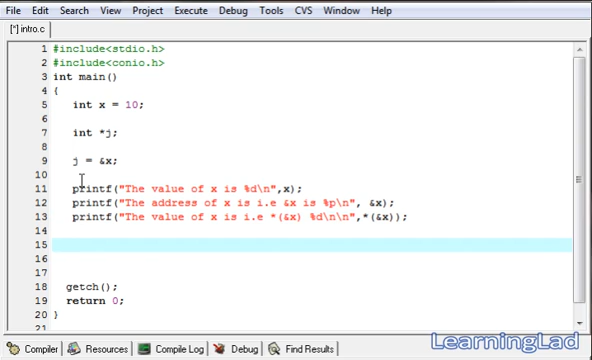 File Edit Search View Project Execute Debug Tools CVS Window Help
[*] intro.c
1 #include<stdio.h>
2 #include<conio.h>
3 int main()
4 {
5 int x = 10;
6
7 int *j;
8
9 j = &x;
10
11 printf("The value of x is %d\n",x);
12 printf("The address of x is i.e &x is %p\n", &x);
13 printf("The value of x is i.e *(&x) %d\n\n",*(&x));
14
15
16
17
18 getch();
19 return 0;
20 }
21
LearningLad
Compiler Resources Compile Log Debug Find Results